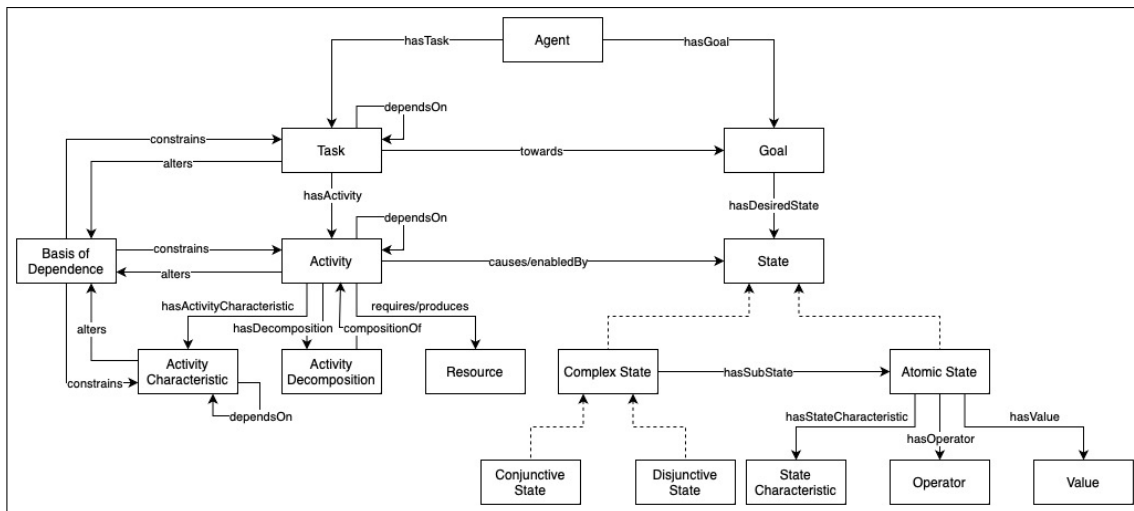 hasTask
Agent
hasGoal
dependsOn
constrains
Task
towards
Goal
alters
hasActivity
hasDesiredState
dependsOn
Basis of
Dependence
constrains
Activity
causes/enabledBy
State
alters
hasActivityCharacteristic
requires/produces
hasDecomposition
compositionOf
alters
Activity
Characteristic
Activity
Decomposition
Resource
Complex State
hasSubState
Atomic State
constrains
dependsOn
hasStateCharacteristic
hasOperator
hasValue
Conjunctive
State
Disjunctive
State
State
Characteristic
Operator
Value